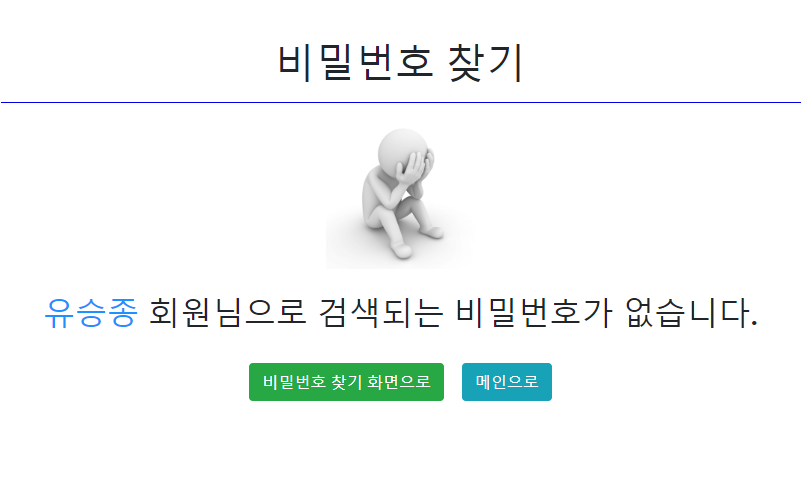 비밀번호 찾기
유승종 회원님으로 검색되는 비밀번호가 없습니다.
비밀번호 찾기 화면으로
메인으로